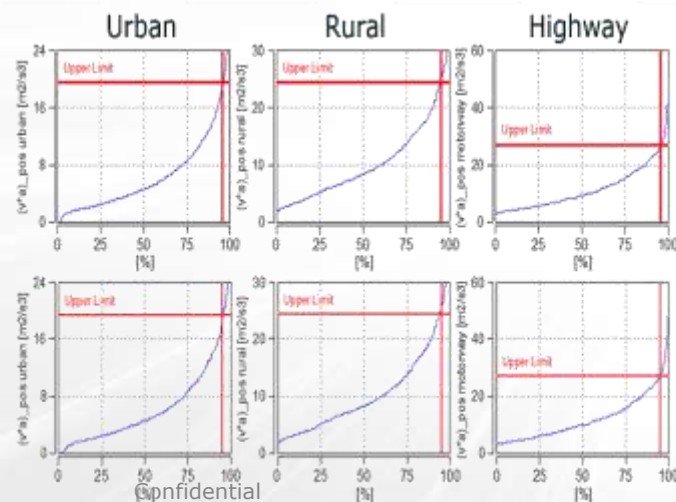 Urban Rural Highway
24 30 60
Upper Limit Upper Limit
16 20 40
Upper Limit
8 10 20
0 0 0
0 25 50 75 100 0 25 50 75 100 0 25 50 75 100
[%] [%] [%]
(v*a)_pos urban [m2/s3] (v*a)_pos rural [m2/s3] (v*a)_pos motorway [m2/s3]
24 30 60
Upper Limit Upper Limit
16 20 40
Upper Limit
8 10 20
0 0 0
0 25 50 75 100 0 25 50 75 100 0 25 50 75 100
[%] [%] [%]
(v*a)_pos urban [m2/s3] (v*a)_pos rural [m2/s3] (v*a)_pos motorway [m2/s3]
Confidential